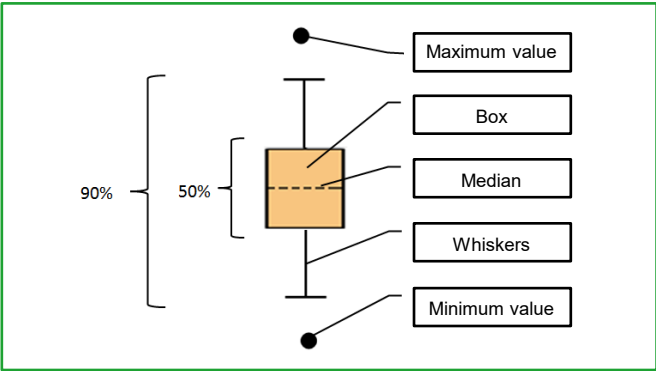 Maximum value
Box
Median
Whiskers
Minimum value
90%
50%